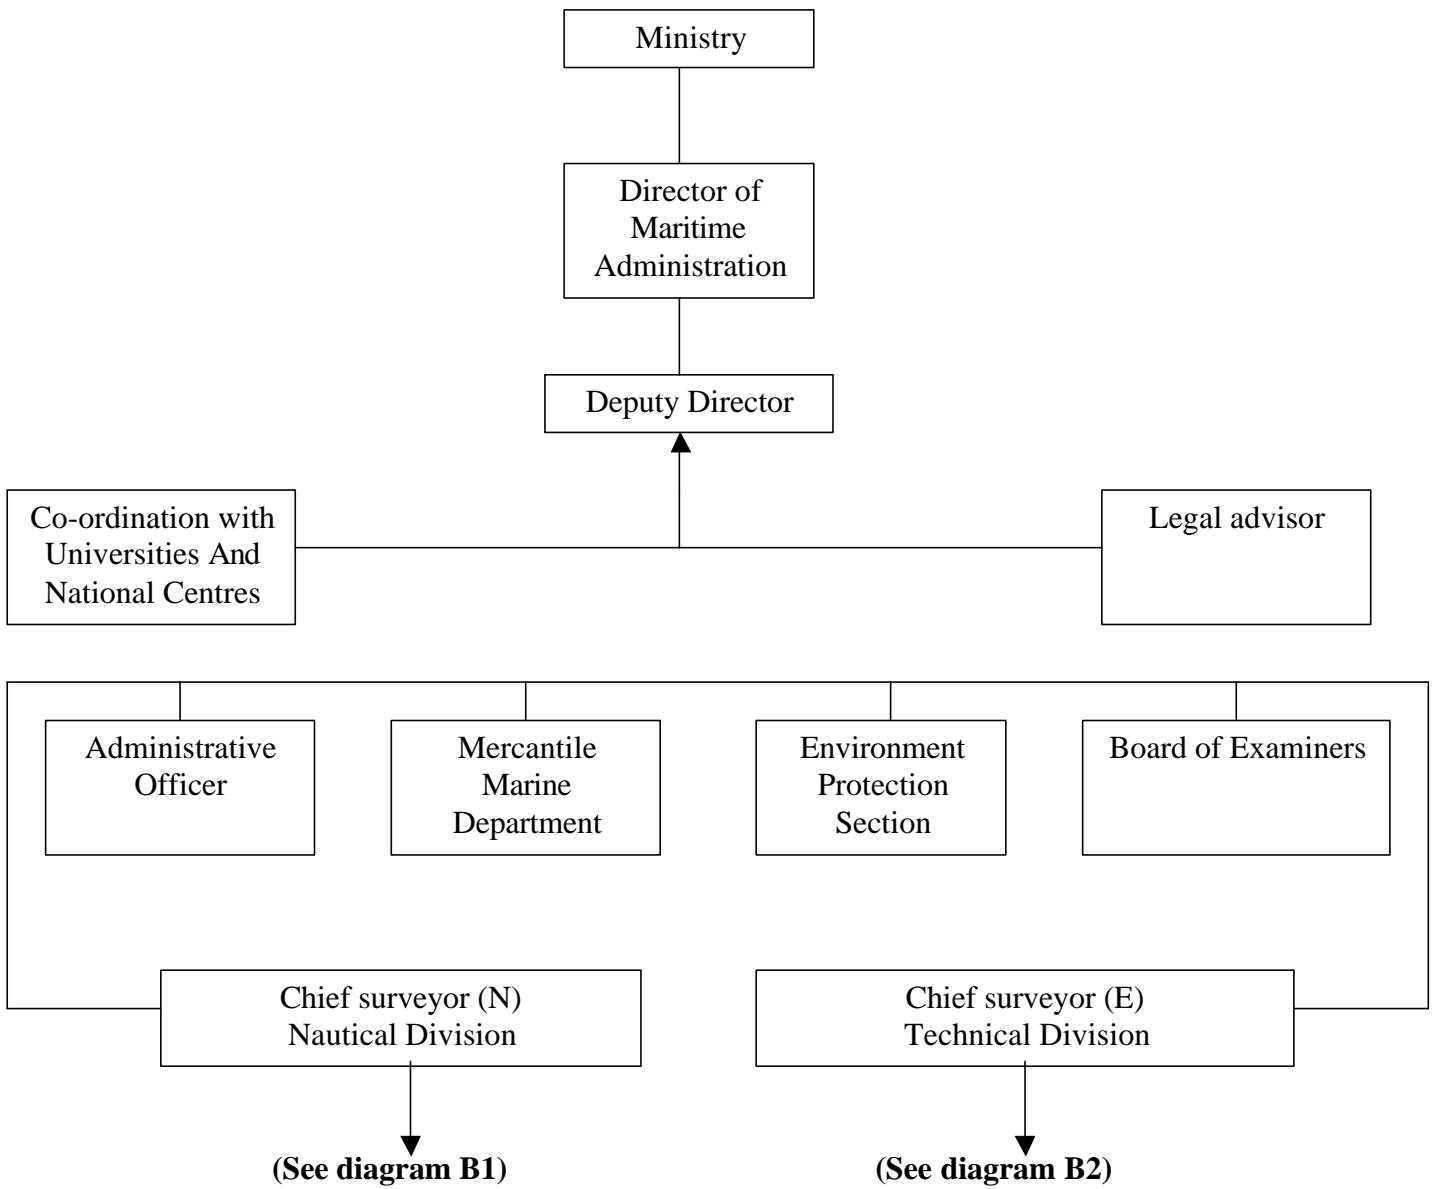 Ministry
Director of
Maritime
Administration
Deputy Director
Co-ordination with
Universities And
National Centres
Legal advisor
Administrative
Officer
Mercantile
Marine
Department
Environment
Protection
Section
Board of Examiners
Chief surveyor (N)
Nautical Division
Chief surveyor (E)
Technical Division
(See diagram B1)
(See diagram B2)